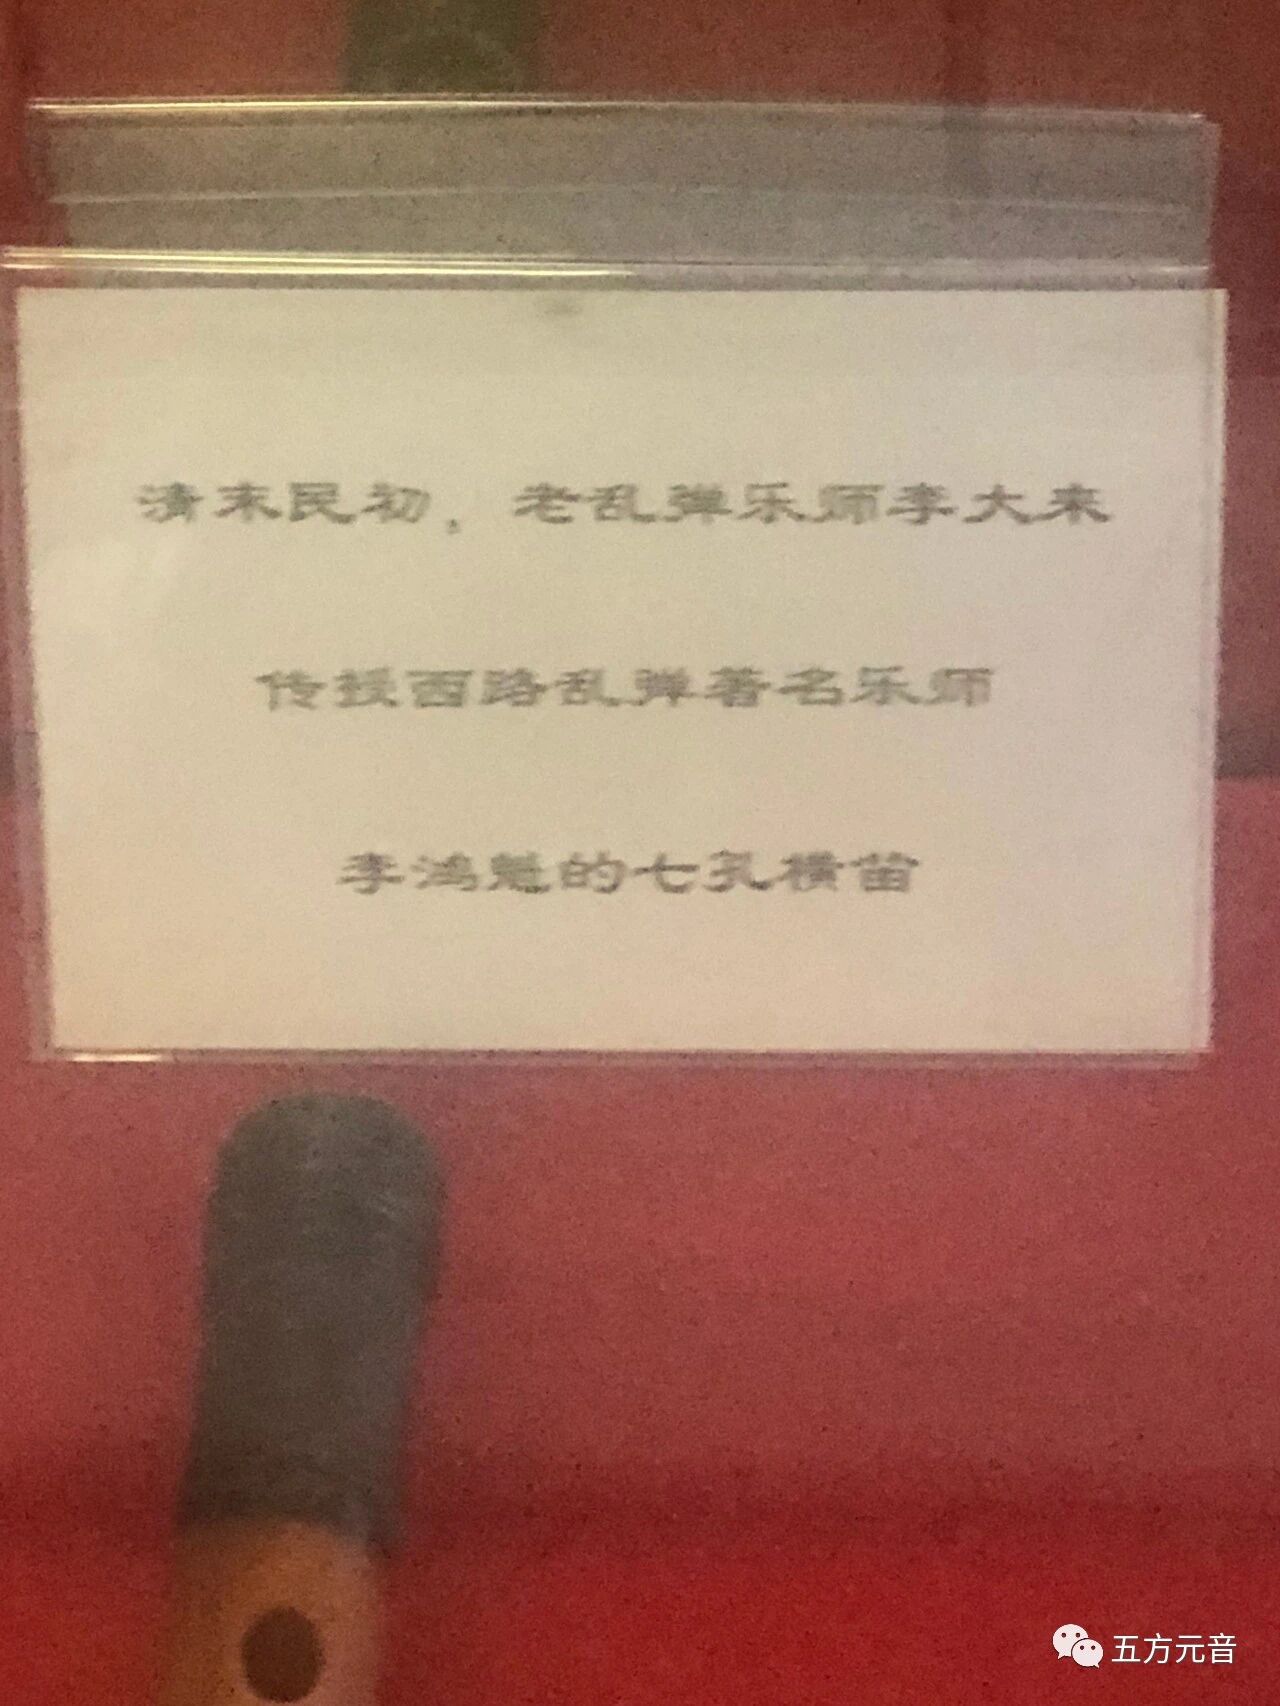 清末民初，老乱弹乐师李大来
传授西路乱弹著名乐师
李鸿魁的七孔横笛
五方元音